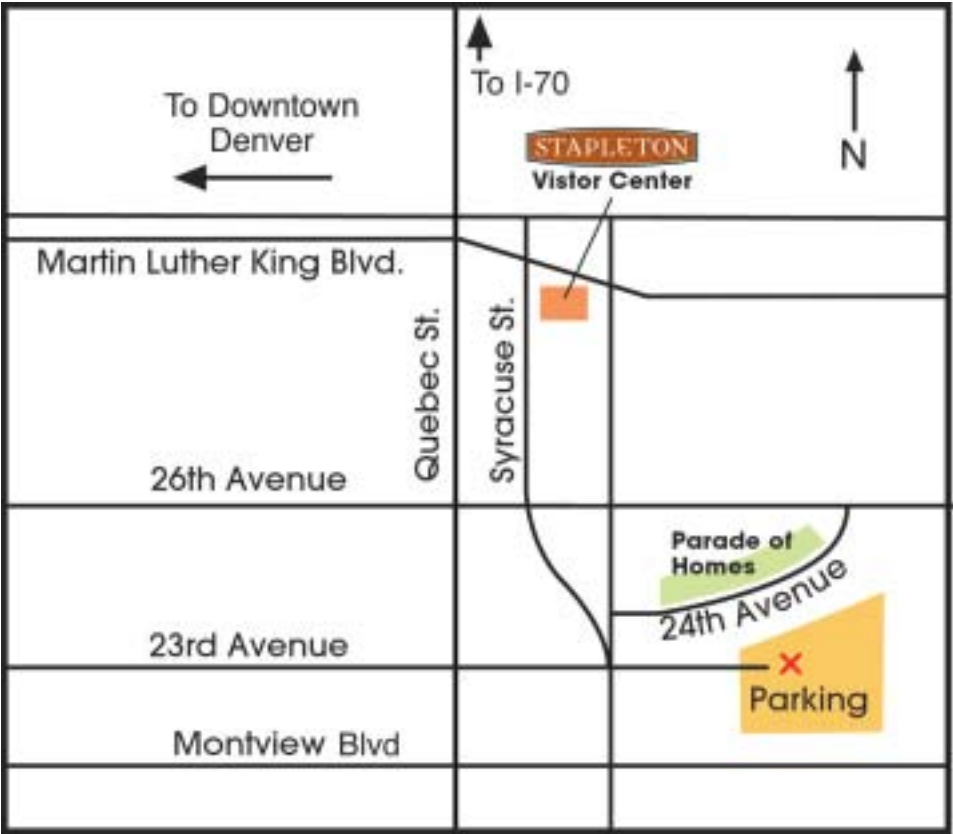 To I-70
To Downtown
Denver
N
STAPLETON
Vistor Center
Martin Luther King Blvd.
Quebec St.
Syracuse St.
26th Avenue
Parade of
Homes
24th Avenue
23rd Avenue
Parking
Montview Blvd